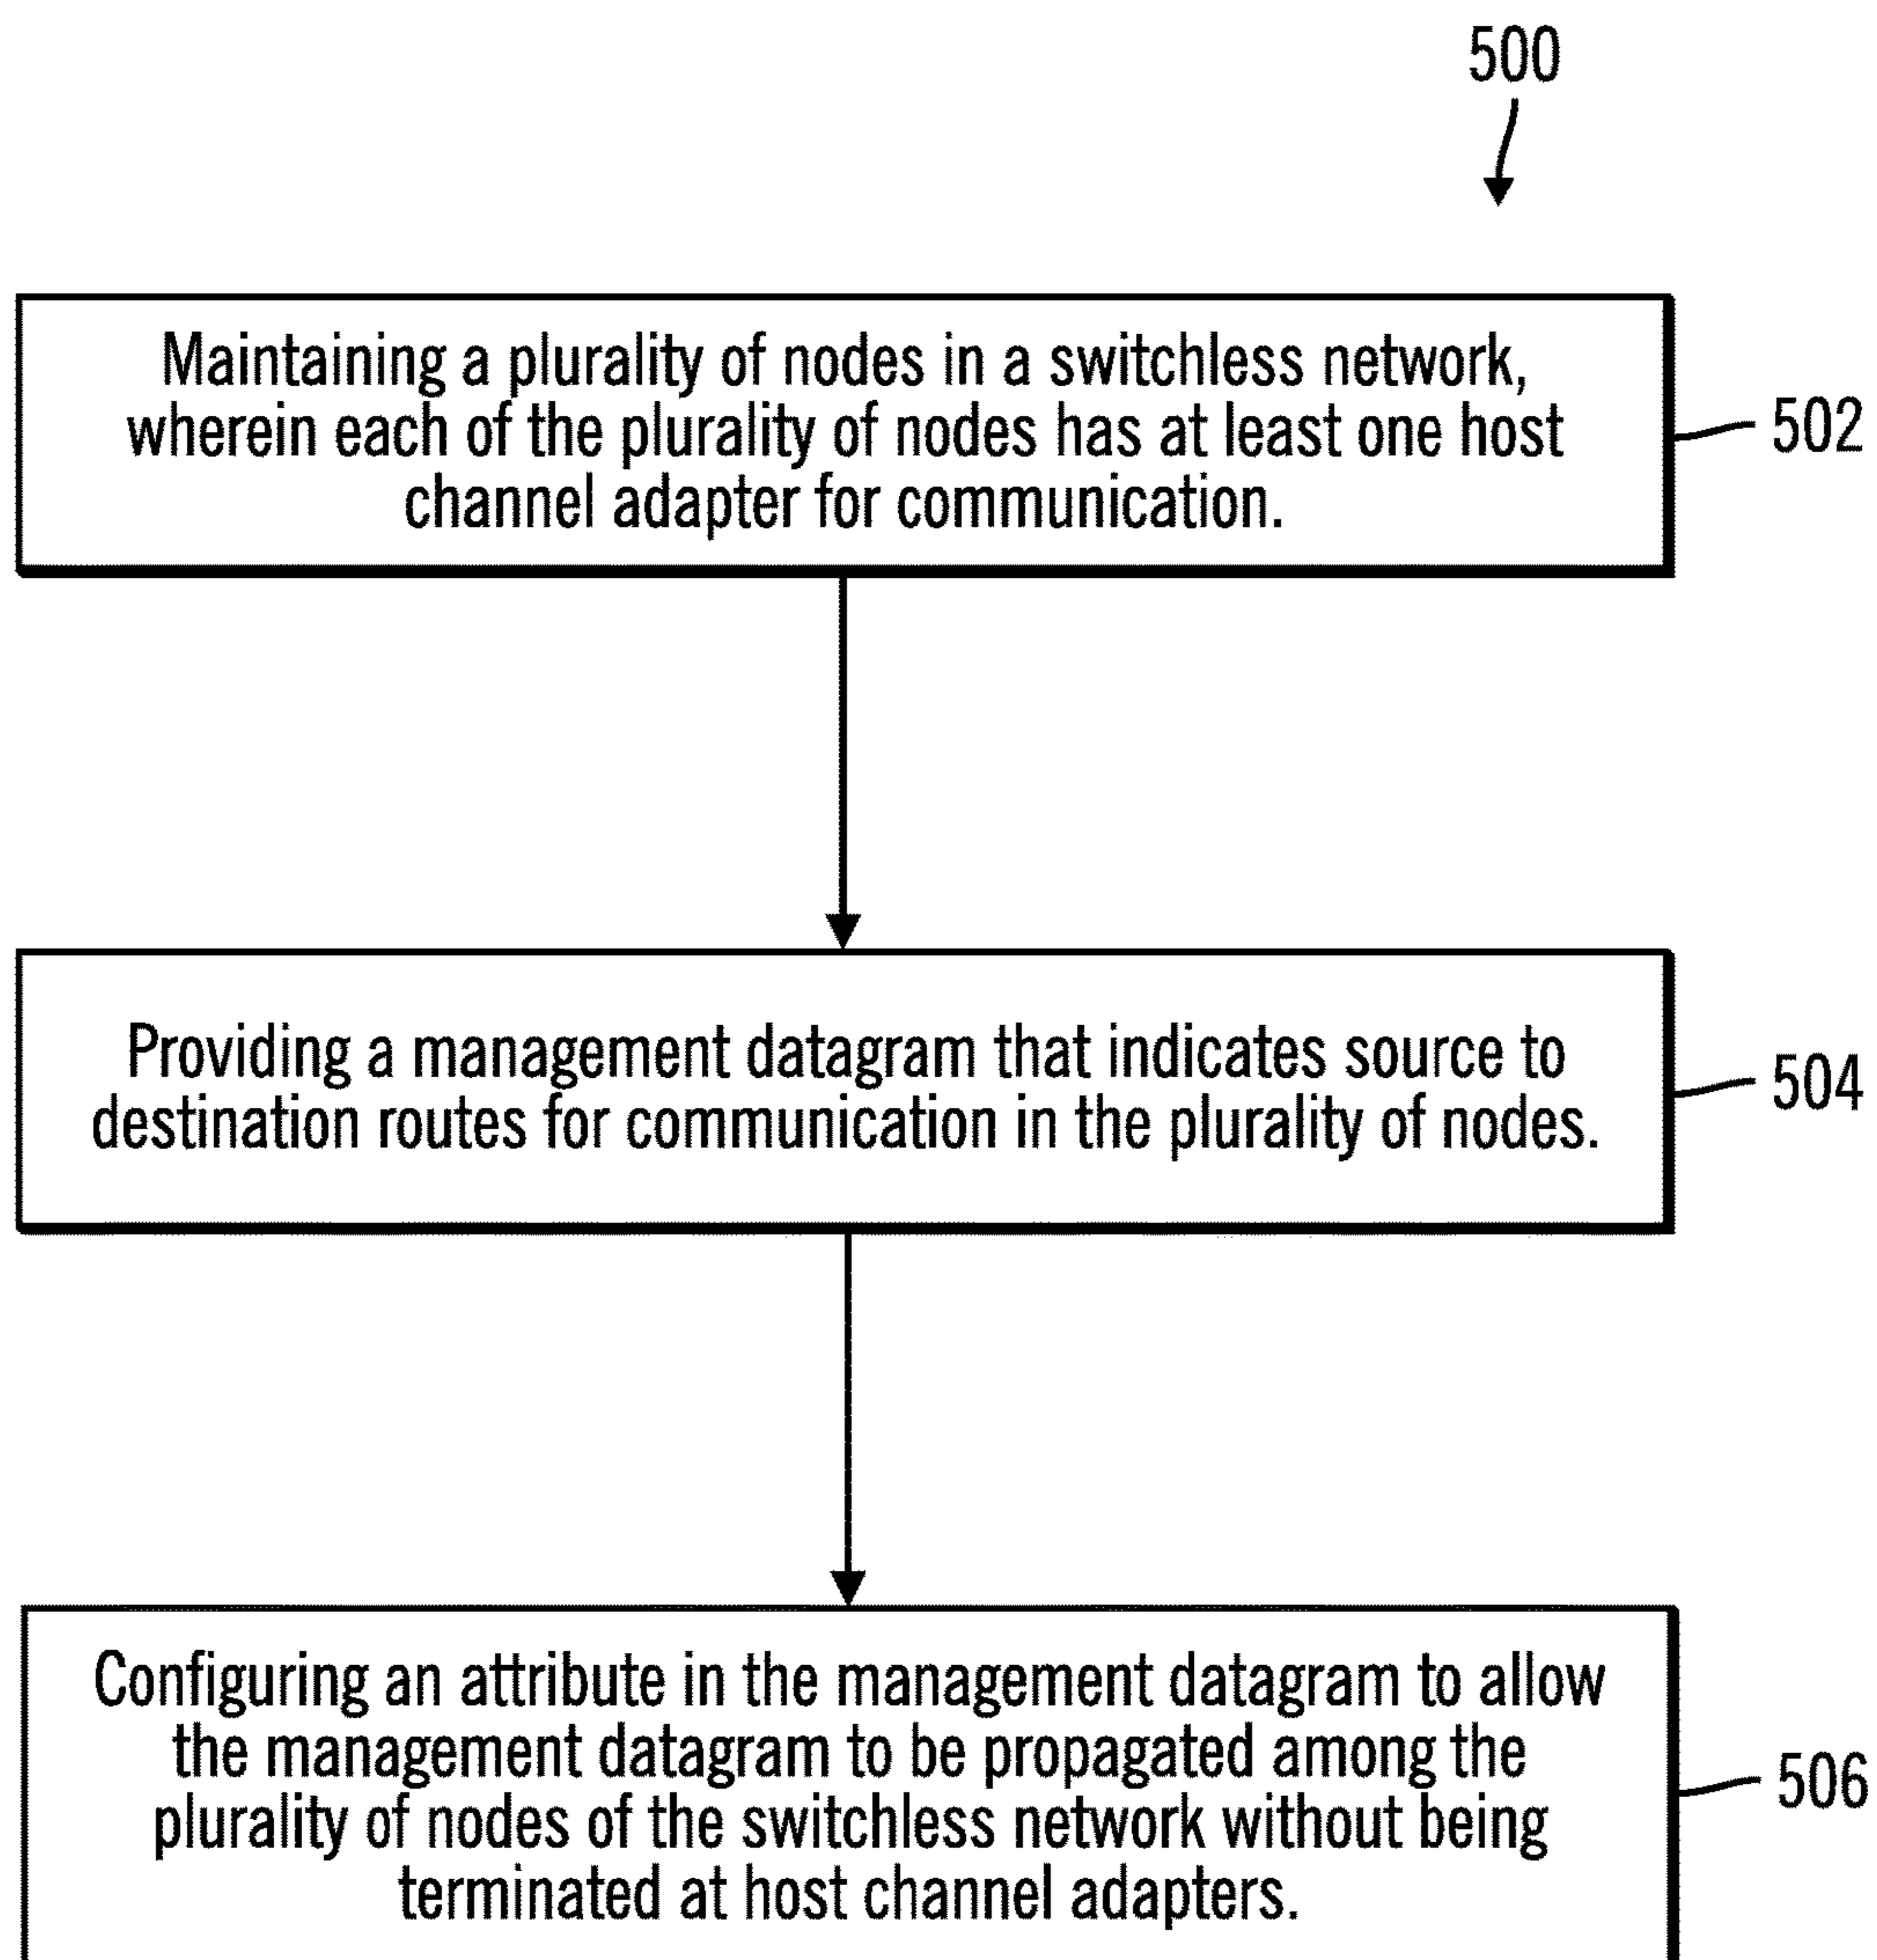 500
Maintaining a plurality of nodes in a switchless network,
wherein each of the plurality of nodes has at least one host
channel adapter for communication.
502
Providing a management datagram that indicates source to
destination routes for communication in the plurality of nodes.
504
Configuring an attribute in the management datagram to allow
the management datagram to be propagated among the
plurality of nodes of the switchless network without being
terminated at host channel adapters.
506